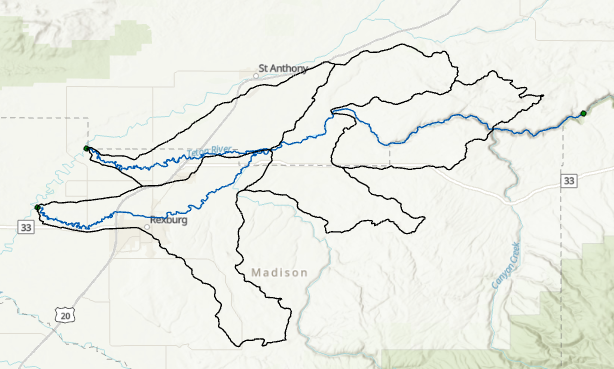 St Anthony
Teton River
33
Rexburg
33
Madison
Canyon Creek
20